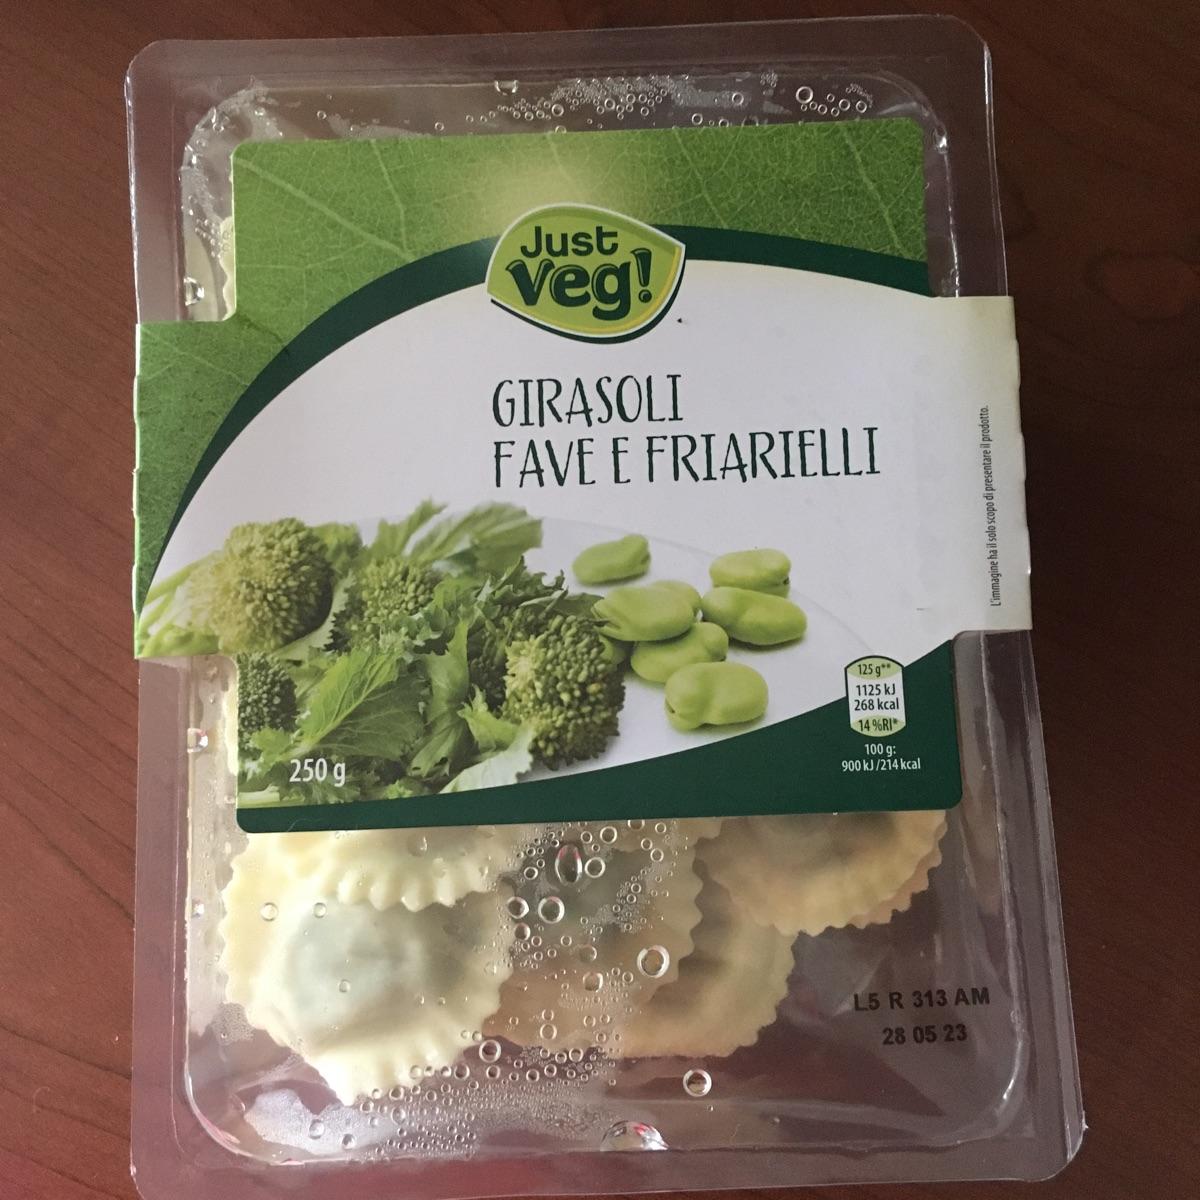 Just
veg!
GIRASOLI
FAVE E FRIARIELLI
L'immagine ha il solo scopo di presentare il prodotto.
125 g**
1125 kJ
268 kcal
14 %RI*
100 g:
900 kJ/214 kcal
250 g
L5 R 313 AM
28 05 23